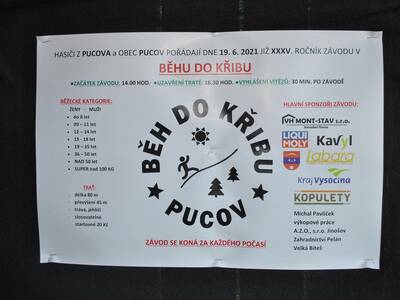 HASIČI Z PUCOVA a OBEC PUCOV POŘÁDAJÍ DNE 19. 6. 2021 JIŽ XXXV. ROČNÍK ZÁVODU V
BĚHU DO KŘIBU
●ZAČÁTEK ZÁVODU: 14.00 HOD. ●UZAVŘENÍ TRATĚ: 16.30 HOD. ●VYHLÁŠENÍ VÍTĚZŮ: 30 MIN. PO ZÁVODĚ
BĚŽECKÉ KATEGORIE:
ŽENY - MUŽI
do 8 let
09 – 11 let
12 – 14 let
15 – 18 let
19 – 35 let
36 – 50 let
NAD 50 let
SUPER nad 100 KG
TRAŤ:
délka 80 m
převýšení 45 m
tráva, jehličí
slosovatelné
startovné 20 Kč
BĚH DO KŘIBU
PUCOV
HLAVNÍ SPONZOŘI ZÁVODU:
VH MONT-STAV s.r.o.
LIQUI MOLY
Kavyl
labara
Kraj Vysočina
KOPULETY
Michal Pavlíček
výkopové práce
A.Z.O., s.r.o. Jinošov
Zahradnictví Pelán
Velká Bíteš
ZÁVOD SE KONÁ ZA KAŽDÉHO POČASÍ